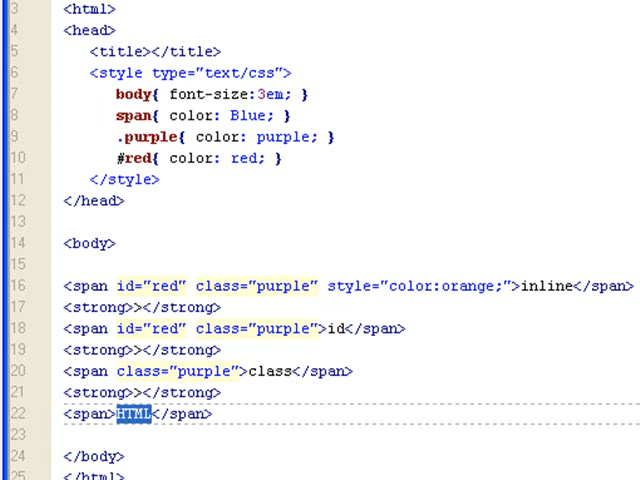 3 <html>
4 <head>
5 <title></title>
6 <style type="text/css">
7 body{ font-size:3em; }
8 span{ color: Blue; }
9 .purple{ color: purple; }
10 #red{ color: red; }
11 </style>
12 </head>
13
14 <body>
15
16 <span id="red" class="purple" style="color:orange;">inline</span>
17 <strong>></strong>
18 <span id="red" class="purple">id</span>
19 <strong>></strong>
20 <span class="purple">class</span>
21 <strong>></strong>
22 <span>HTML</span>
23
24 </body>
25 </html>